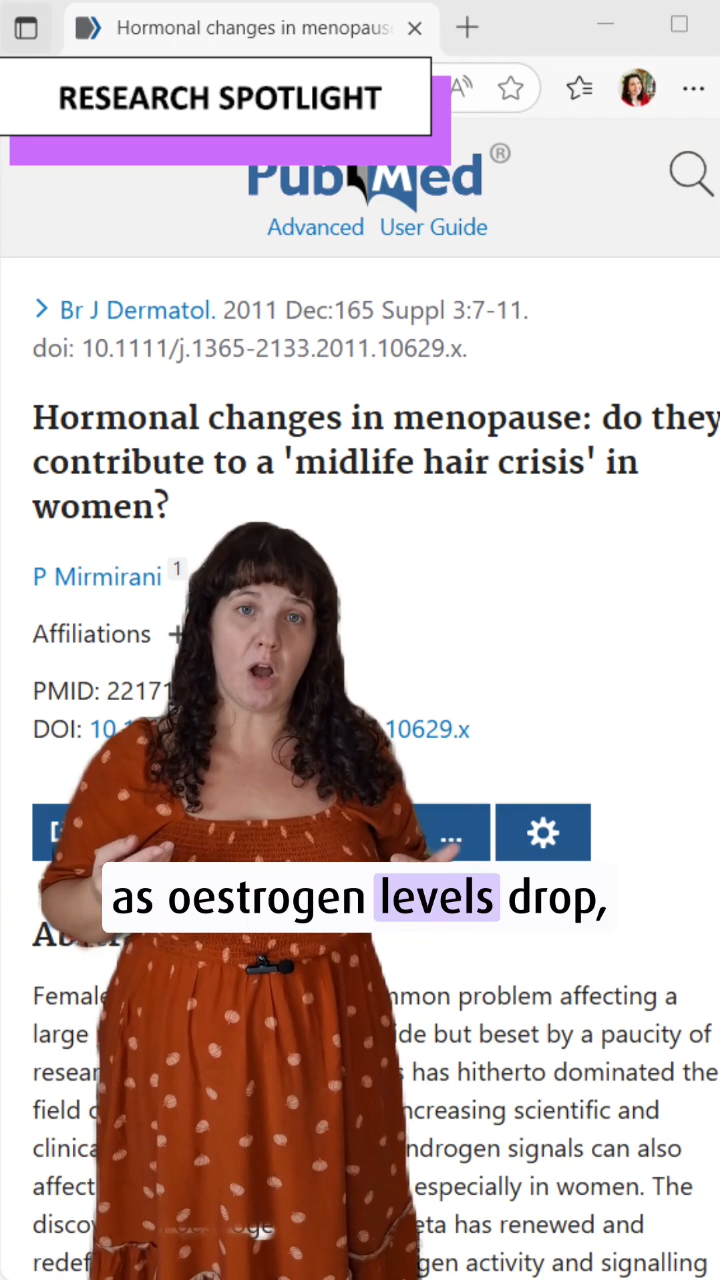 Hormonal changes in menopaus
RESEARCH SPOTLIGHT
A
PubMed®
Advanced User Guide
> Br J Dermatol. 2011 Dec:165 Suppl 3:7-11.
doi: 10.1111/j.1365-2133.2011.10629.x.
Hormonal changes in menopause: do they
contribute to a 'midlife hair crisis' in
women?
P Mirmirani 1
Affiliations +
PMID: 22171
DOI: 10.1 10629.x
...
as oestrogen levels drop,
Female mmon problem affecting a
large ide but beset by a paucity of
resear s has hitherto dominated the
field ncreasing scientific and
clinica ndrogen signals can also
affect especially in women. The
disco eta has renewed and
redef gen activity and signalling